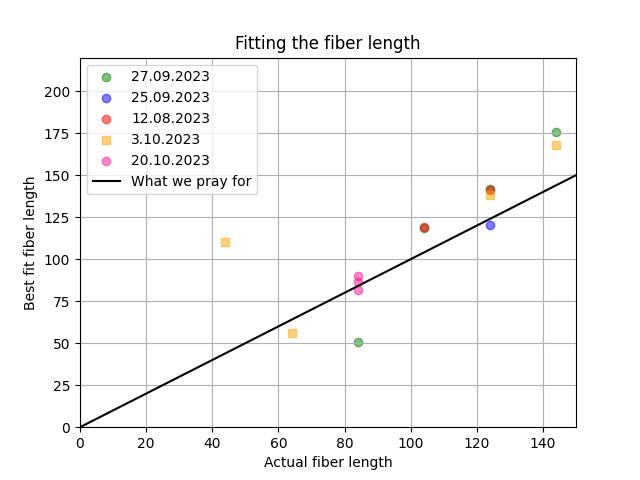 Fitting the fiber length
27.09.2023
25.09.2023
12.08.2023
3.10.2023
20.10.2023
What we pray for
Best fit fiber length
200
175
150
125
100
75
50
25
0
0 20 40 60 80 100 120 140
Actual fiber length